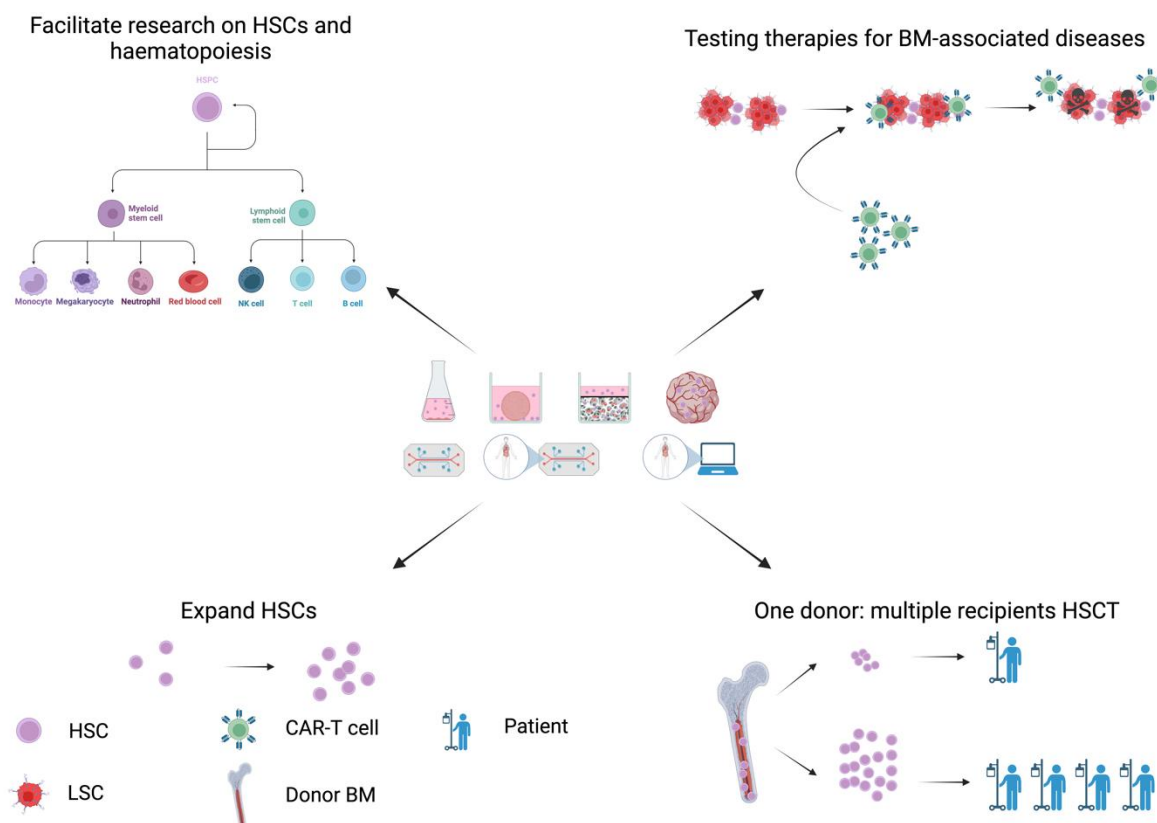 Facilitate research on HSCs and
haematopoiesis
HSPC
Myeloid
stem cell
Lymphoid
stem cell
Monocyte
Megakaryocyte
Neutrophil
Red blood cell
NK cell
T cell
B cell
Testing therapies for BM-associated diseases
Expand HSCs
One donor: multiple recipients HSCT
HSC
CAR-T cell
Patient
LSC
Donor BM